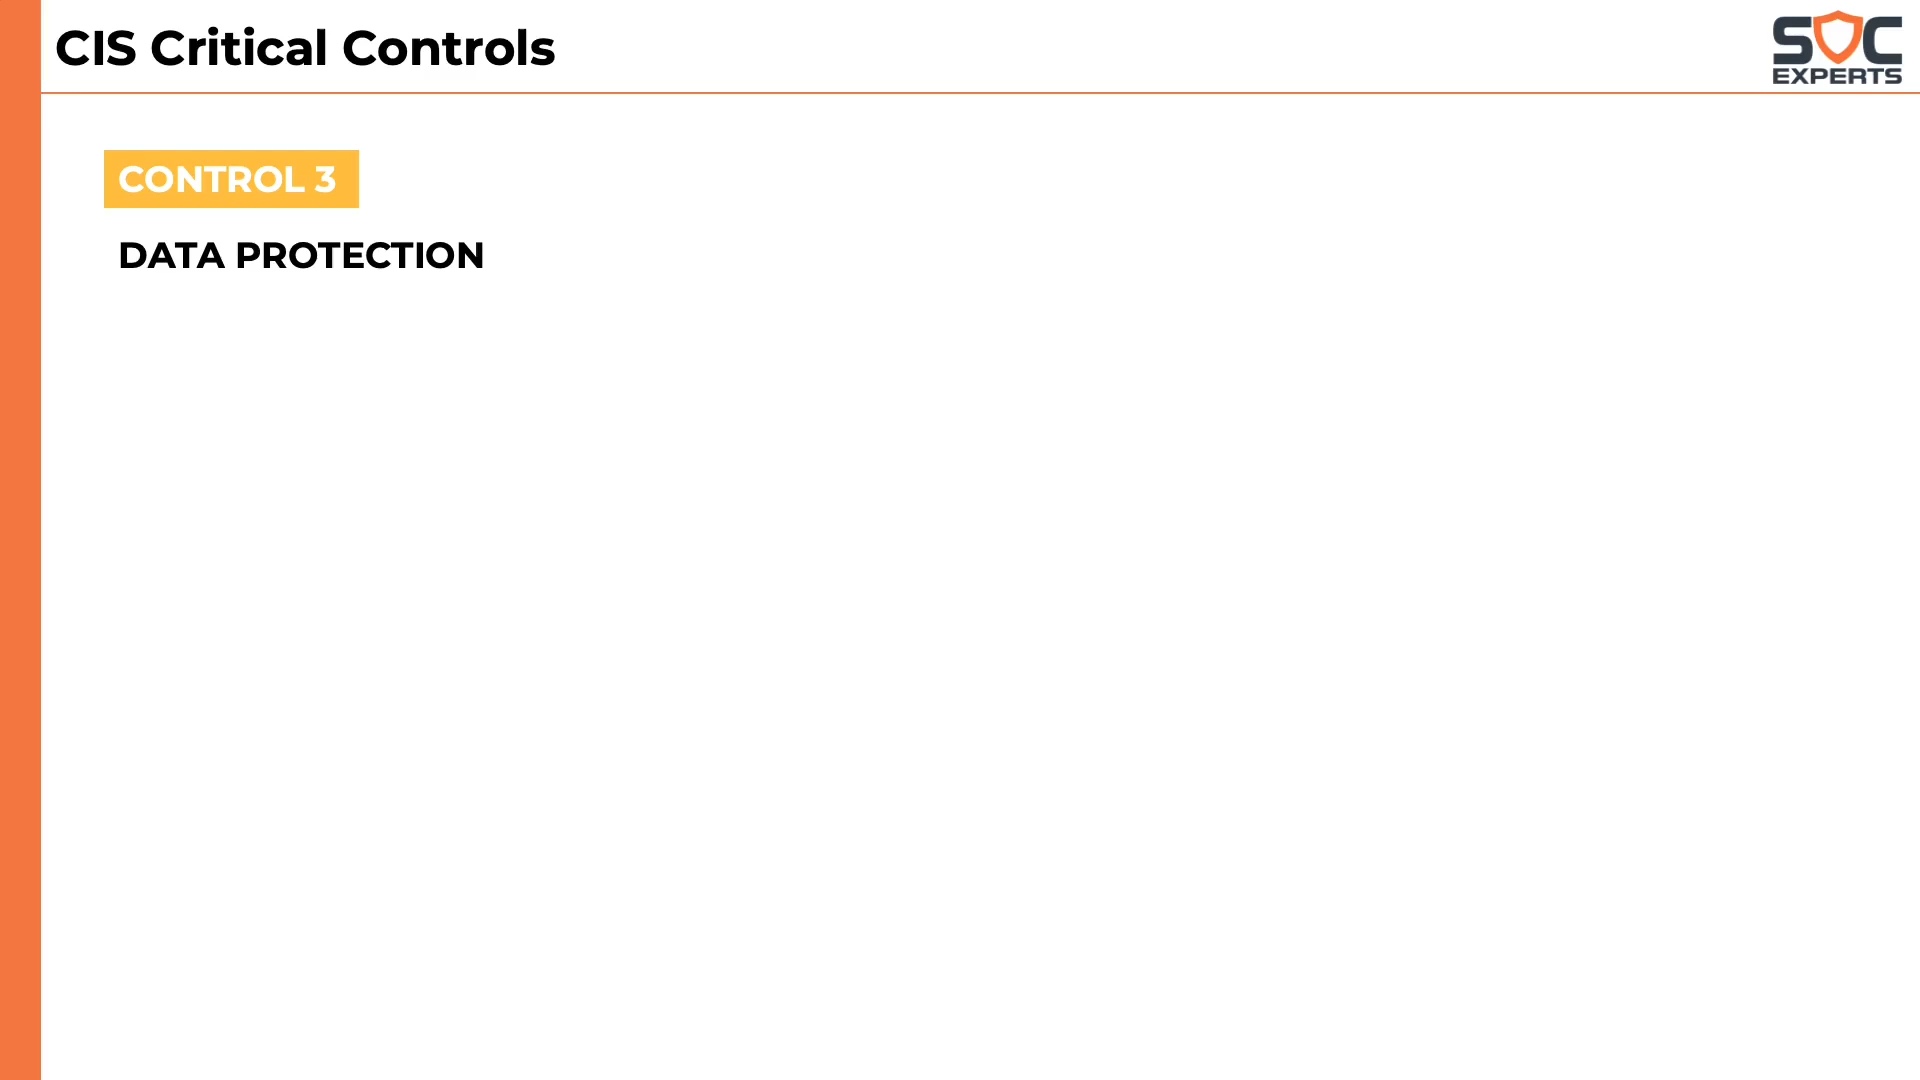 CIS Critical Controls
SOC
EXPERTS
CONTROL 3
DATA PROTECTION